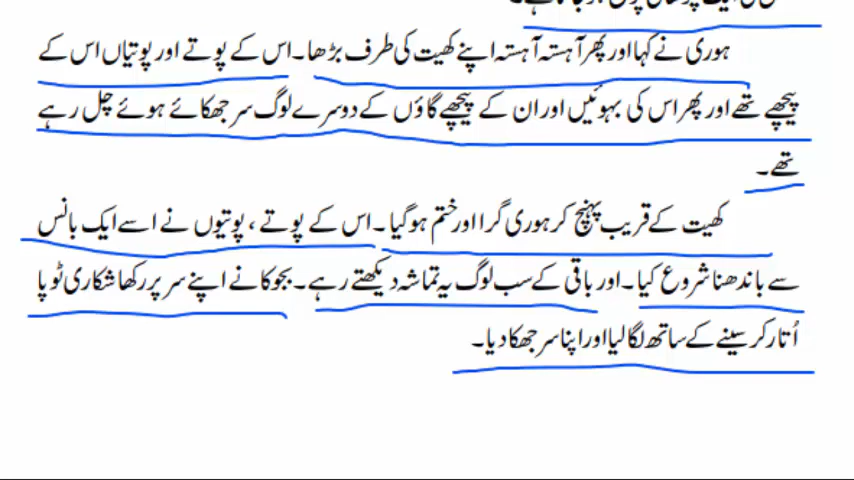 ہوری نے کہا اور پھر آہستہ آہستہ اپنے کھیت کی طرف بڑھا۔ اس کے پوتے اور پوتیاں اس کے
پیچھے تھے اور پھر اس کی بہوئیں اور ان کے پیچھے گاؤں کے دوسرے لوگ سر جھکائے ہوئے چل رہے
تھے۔
کھیت کے قریب پہنچ کر ہوری گرا اور ختم ہو گیا۔ اس کے پوتے ، پوتیوں نے اسے ایک بانس
سے باندھنا شروع کیا۔ اور باقی کے سب لوگ یہ تماشہ دیکھتے رہے۔ بجوکا نے اپنے سر پر رکھا شکاری ٹوپا
اُتار کر سینے کے ساتھ لگا لیا اور اپنا سر جھکا دیا۔